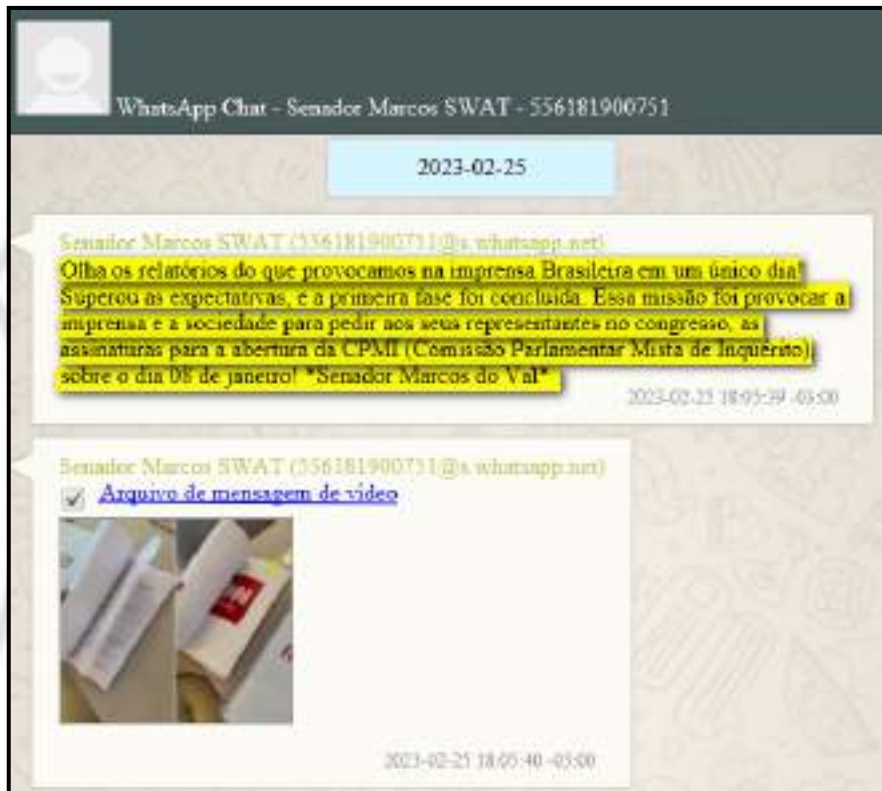 WhatsApp Chat - Senador Marcos SWAT - 556181900751
2023-02-25
Senador Marcos SWAT (556181900751@s.whatsapp.net)
Olha os relatórios do que provocamos na imprensa Brasileira em um único dia!
Superou as expectativas, e a primeira fase foi concluída. Essa missão foi provocar a
imprensa e a sociedade para pedir aos seus representantes no congresso, as
assinaturas para a abertura da CPMI (Comissão Parlamentar Mista de Inquérito),
sobre o dia 08 de janeiro! *Senador Marcos do Val*
2023-02-25 18:05:39 -03:00
Senador Marcos SWAT (556181900751@s.whatsapp.net)
Arquivo de mensagem de vídeo
2023-02-25 18:05:40 -03:00